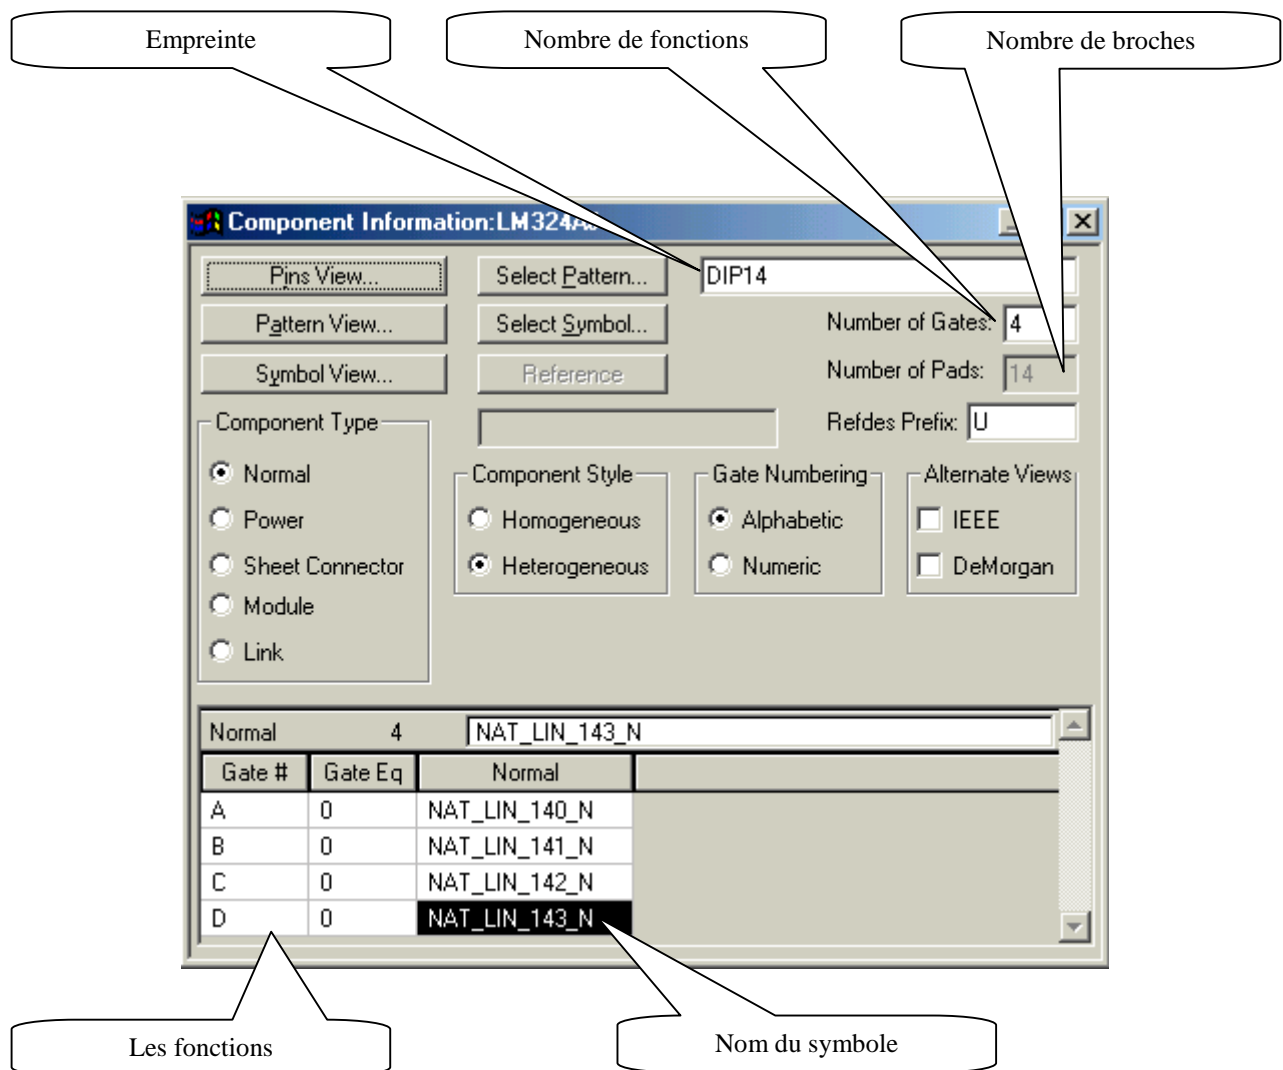 Empreinte
Nombre de fonctions
Nombre de broches
Component Information:LM324A
Pins View...
Select Pattern...
DIP14
Pattern View...
Select Symbol...
Number of Gates: 4
Symbol View...
Reference
Number of Pads: 14
Refdes Prefix: U
Component Type
Normal
Power
Sheet Connector
Module
Link
Component Style
Homogeneous
Heterogeneous
Gate Numbering
Alphabetic
Numeric
Alternate Views
IEEE
DeMorgan
Normal 4 NAT_LIN_143_N
Gate # Gate Eq Normal
A 0 NAT_LIN_140_N
B 0 NAT_LIN_141_N
C 0 NAT_LIN_142_N
D 0 NAT_LIN_143_N
Les fonctions
Nom du symbole